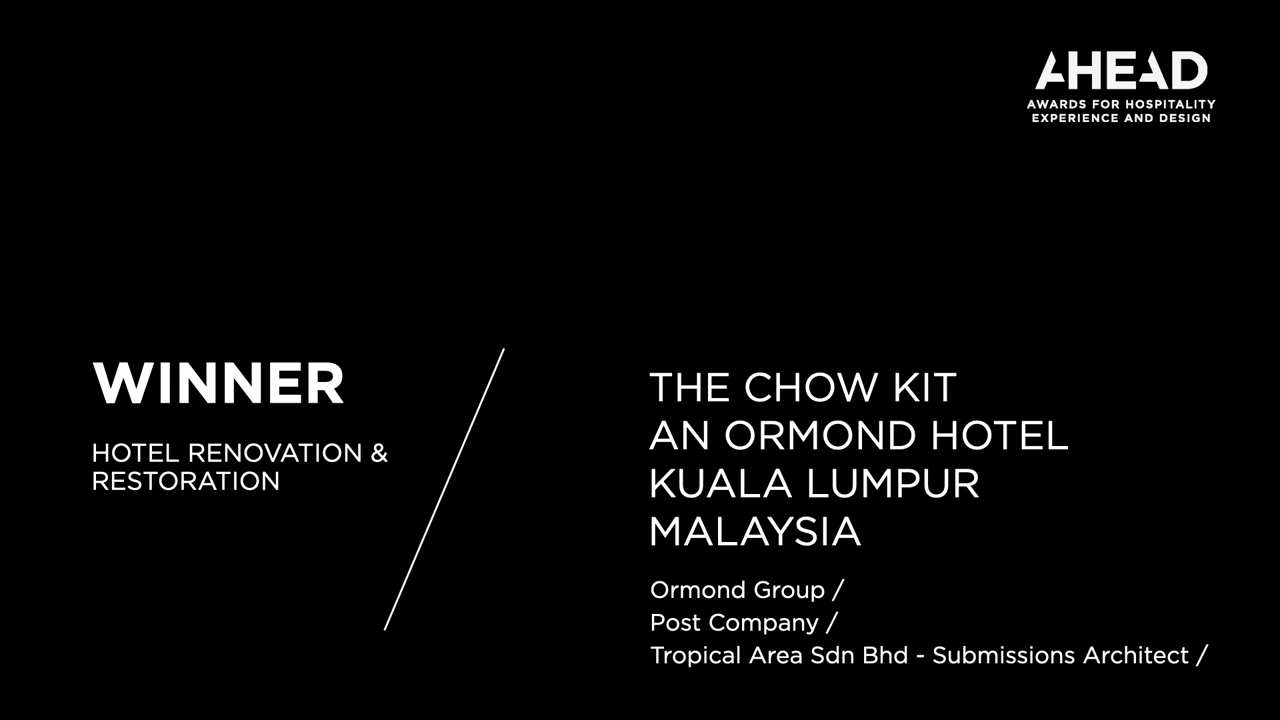 AHEAD
AWARDS FOR HOSPITALITY
EXPERIENCE AND DESIGN
WINNER
HOTEL RENOVATION &
RESTORATION
THE CHOW KIT
AN ORMOND HOTEL
KUALA LUMPUR
MALAYSIA
Ormond Group /
Post Company /
Tropical Area Sdn Bhd - Submissions Architect /